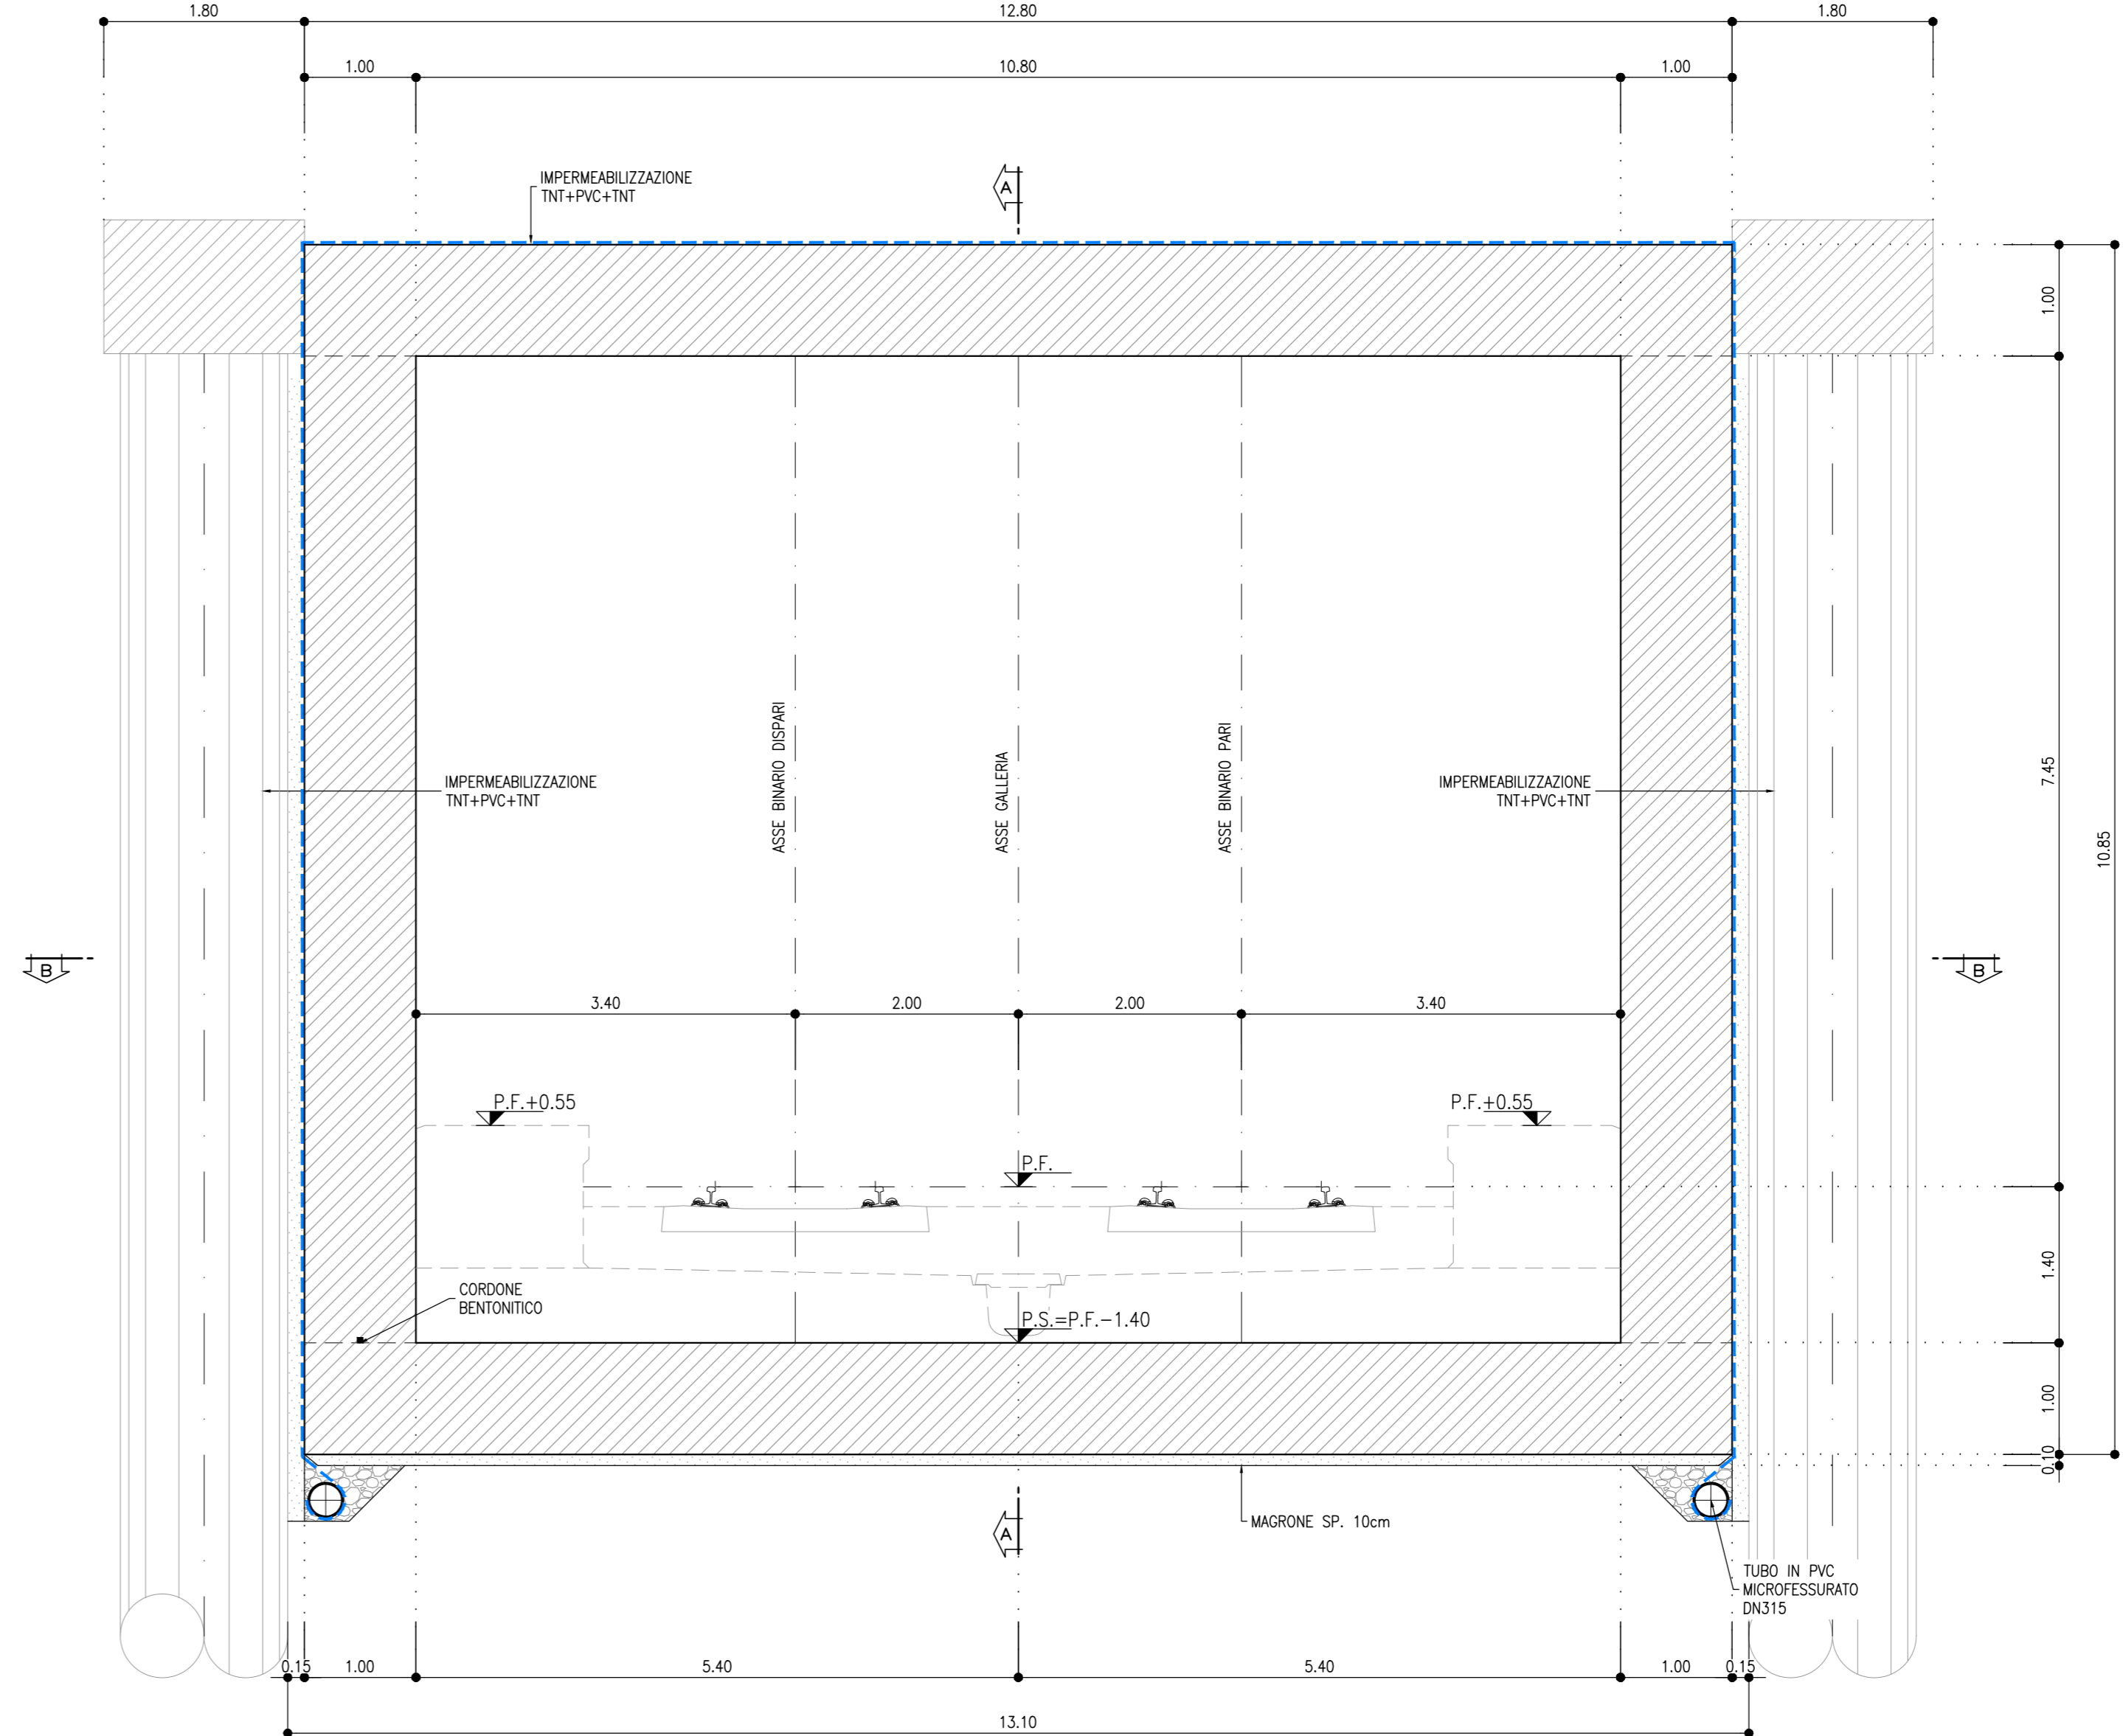 1.80
12.80
1.80
1.00
10.80
1.00
IMPERMEABILIZZAZIONE
TNT+PVC+TNT
A
1.00
7.45
10.85
ASSE BINARIO DISPARI
ASSE GALLERIA
ASSE BINARIO PARI
IMPERMEABILIZZAZIONE
TNT+PVC+TNT
IMPERMEABILIZZAZIONE
TNT+PVC+TNT
B
B
3.40
2.00
2.00
3.40
P.F.+0.55
P.F.+0.55
P.F.
1.40
CORDONE
BENTONITICO
P.S.=P.F.-1.40
1.00
0.10
A
MAGRONE SP. 10cm
TUBO IN PVC
MICROFESSURATO
DN315
0.15
1.00
5.40
5.40
1.00
0.15
13.10